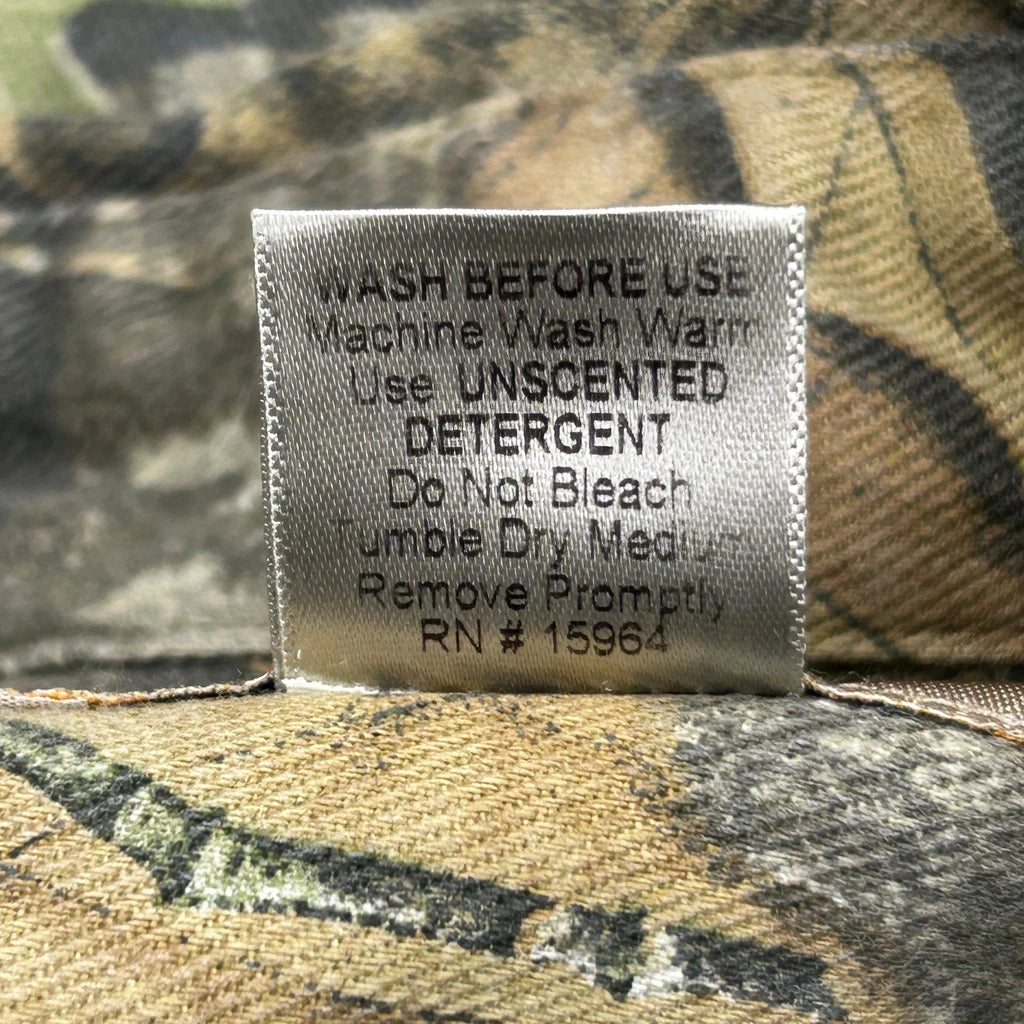 WASH BEFORE USE
Machine Wash Warm
Use UNSCENTED
DETERGENT
Do Not Bleach
Tumble Dry Medium
Remove Promptly
RN # 15964